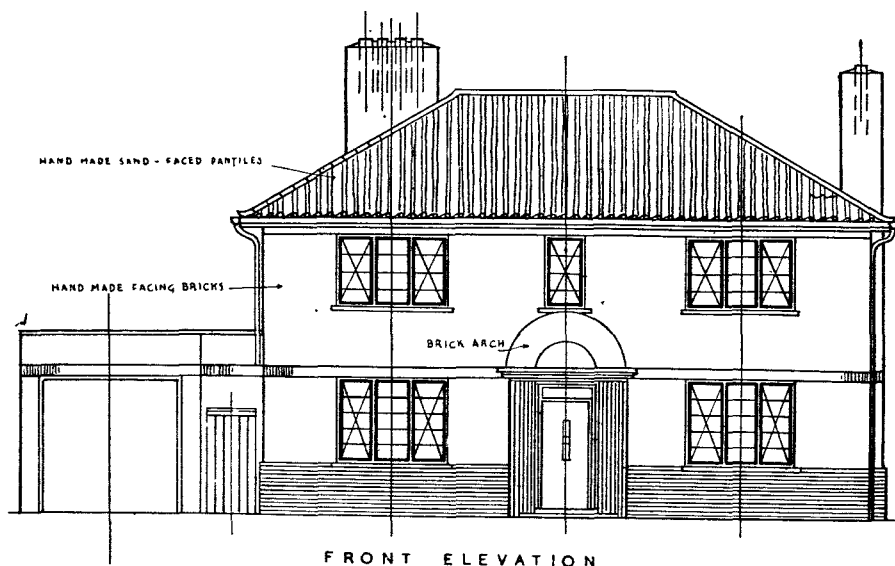 HAND MADE SAND - FACED PANTILES
HAND MADE FACING BRICKS
BRICK ARCH
FRONT ELEVATION